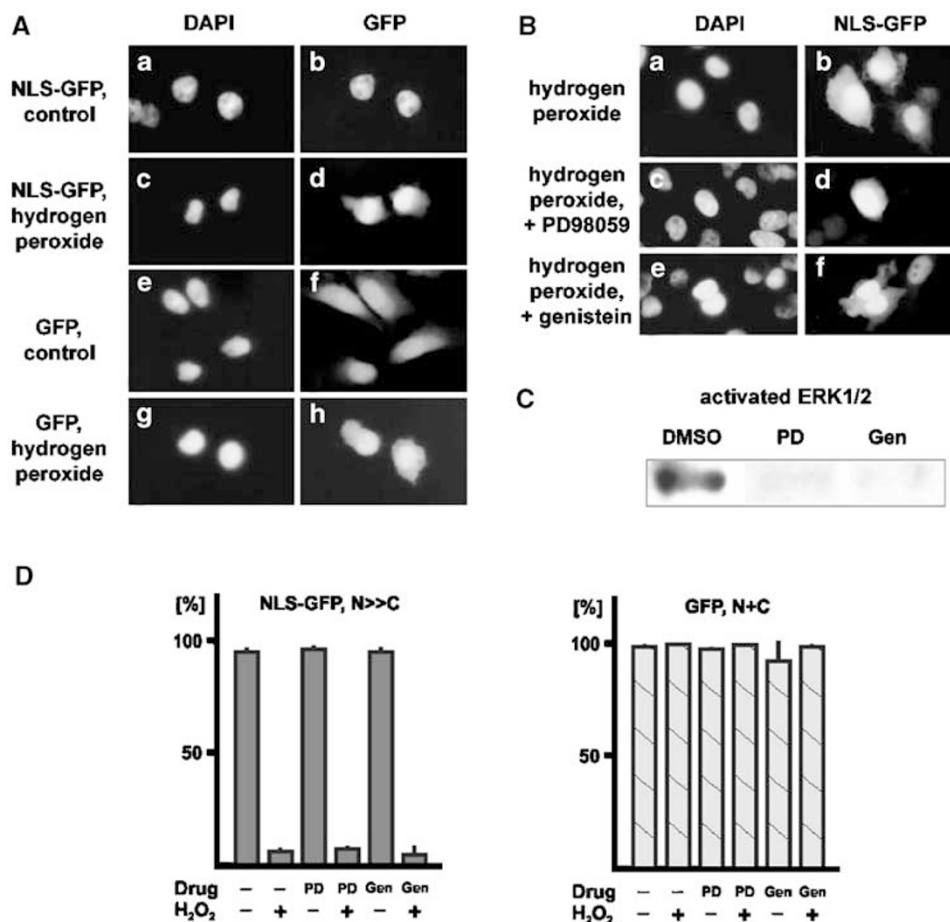 A
DAPI
GFP
NLS-GFP,
control
a
b
NLS-GFP,
hydrogen
peroxide
c
d
GFP,
control
e
f
GFP,
hydrogen
peroxide
g
h
B
DAPI
NLS-GFP
hydrogen
peroxide
a
b
hydrogen
peroxide,
+ PD98059
c
d
hydrogen
peroxide,
+ genistein
e
f
C
activated ERK1/2
DMSO PD Gen
D
[%]
NLS-GFP, N>>C
100
50
Drug – – PD PD Gen Gen
H₂O₂ – + – + – +
[%]
GFP, N+C
100
50
Drug – – PD PD Gen Gen
H₂O₂ – + – + – +